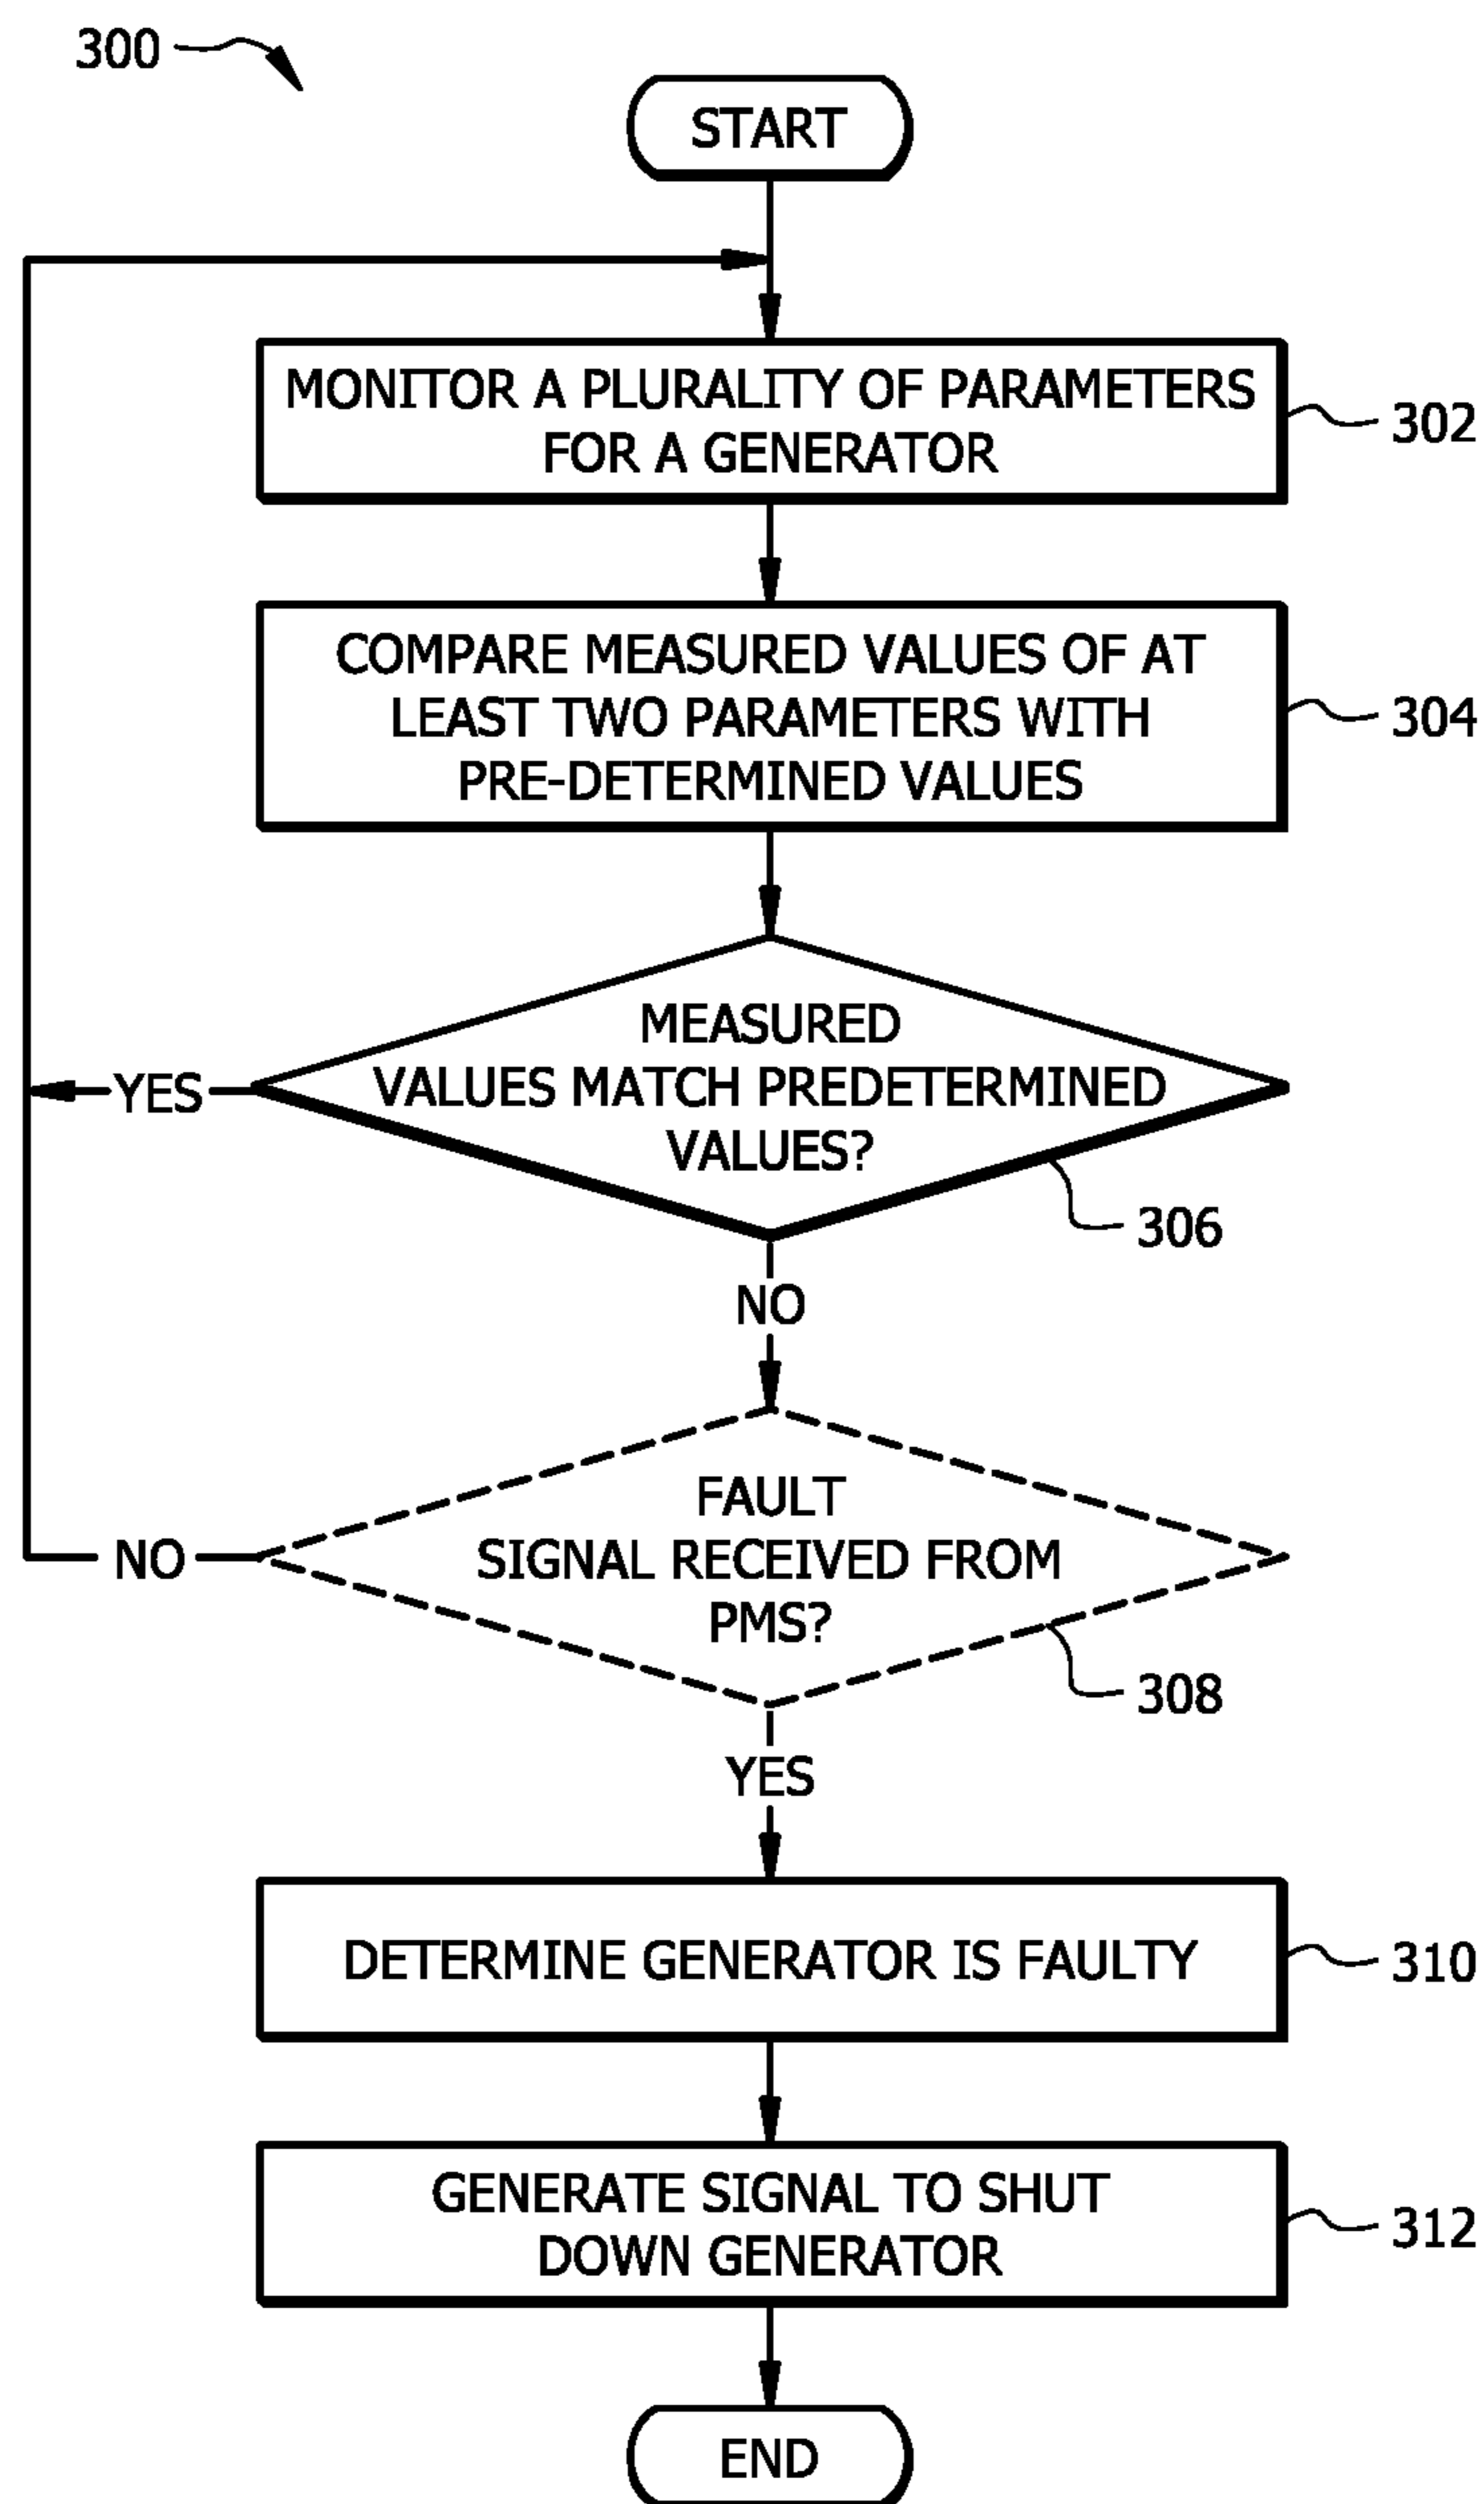 300
START
MONITOR A PLURALITY OF PARAMETERS
FOR A GENERATOR
302
COMPARE MEASURED VALUES OF AT
LEAST TWO PARAMETERS WITH
PRE-DETERMINED VALUES
304
MEASURED
VALUES MATCH PREDETERMINED
VALUES?
YES
306
NO
FAULT
SIGNAL RECEIVED FROM
PMS?
NO
308
YES
DETERMINE GENERATOR IS FAULTY
310
GENERATE SIGNAL TO SHUT
DOWN GENERATOR
312
END